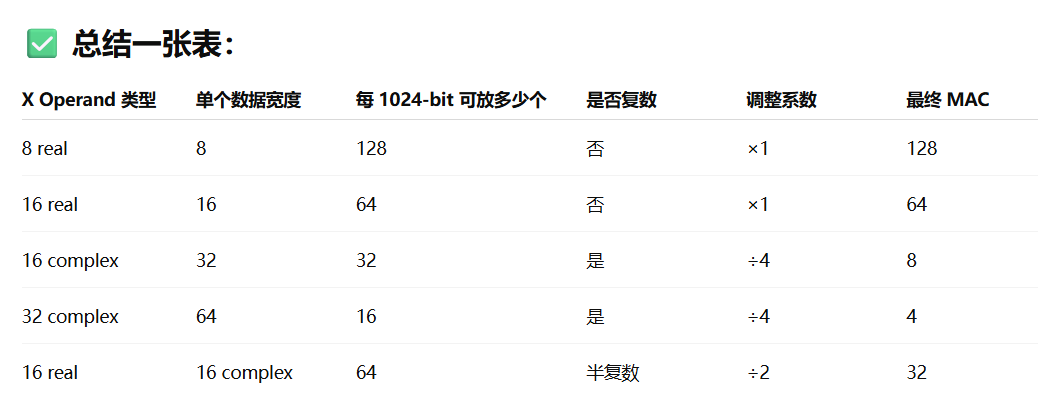 ✅ 总结一张表：
X Operand 类型 单个数据宽度 每 1024-bit 可放多少个 是否复数 调整系数 最终 MAC
8 real 8 128 否 ×1 128
16 real 16 64 否 ×1 64
16 complex 32 32 是 ÷4 8
32 complex 64 16 是 ÷4 4
16 real 16 complex 64 半复数 ÷2 32